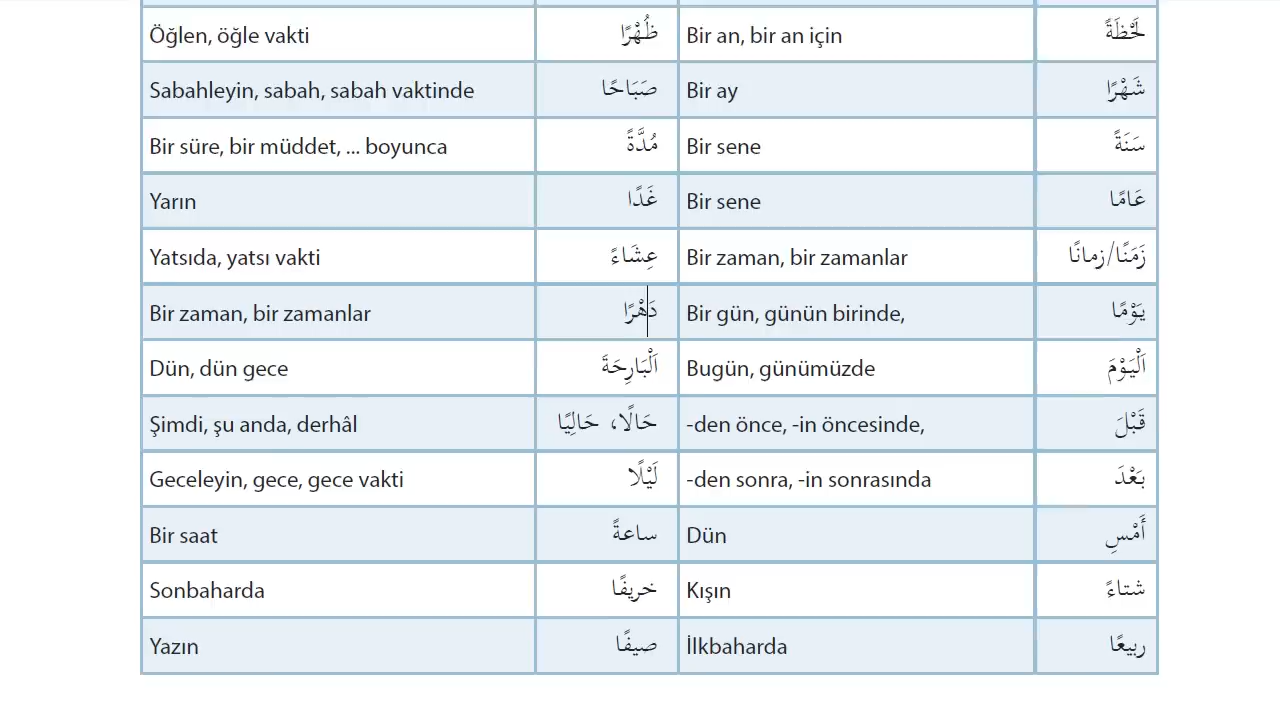 Öğlen, öğle vakti ظُهْرًا Bir an, bir an için لَحْظَةً
Sabahleyin, sabah, sabah vaktinde صَبَاحًا Bir ay شَهْرًا
Bir süre, bir müddet, ... boyunca مُدَّةً Bir sene سَنَةً
Yarın غَدًا Bir sene عَامًا
Yatsıda, yatsı vakti عِشَاءً Bir zaman, bir zamanlar زَمَنًا/زمانًا
Bir zaman, bir zamanlar دَهْرًا Bir gün, günün birinde, يَوْمًا
Dün, dün gece اَلْبَارِحَةَ Bugün, günümüzde اَلْيَوْمَ
Şimdi, şu anda, derhâl حَالًا، حَالِيًا -den önce, -in öncesinde, قَبْلَ
Geceleyin, gece, gece vakti لَيْلًا -den sonra, -in sonrasında بَعْدَ
Bir saat ساعةً Dün أَمْسِ
Sonbaharda خريفًا Kışın شتاءً
Yazın صيفًا İlkbaharda ربيعًا